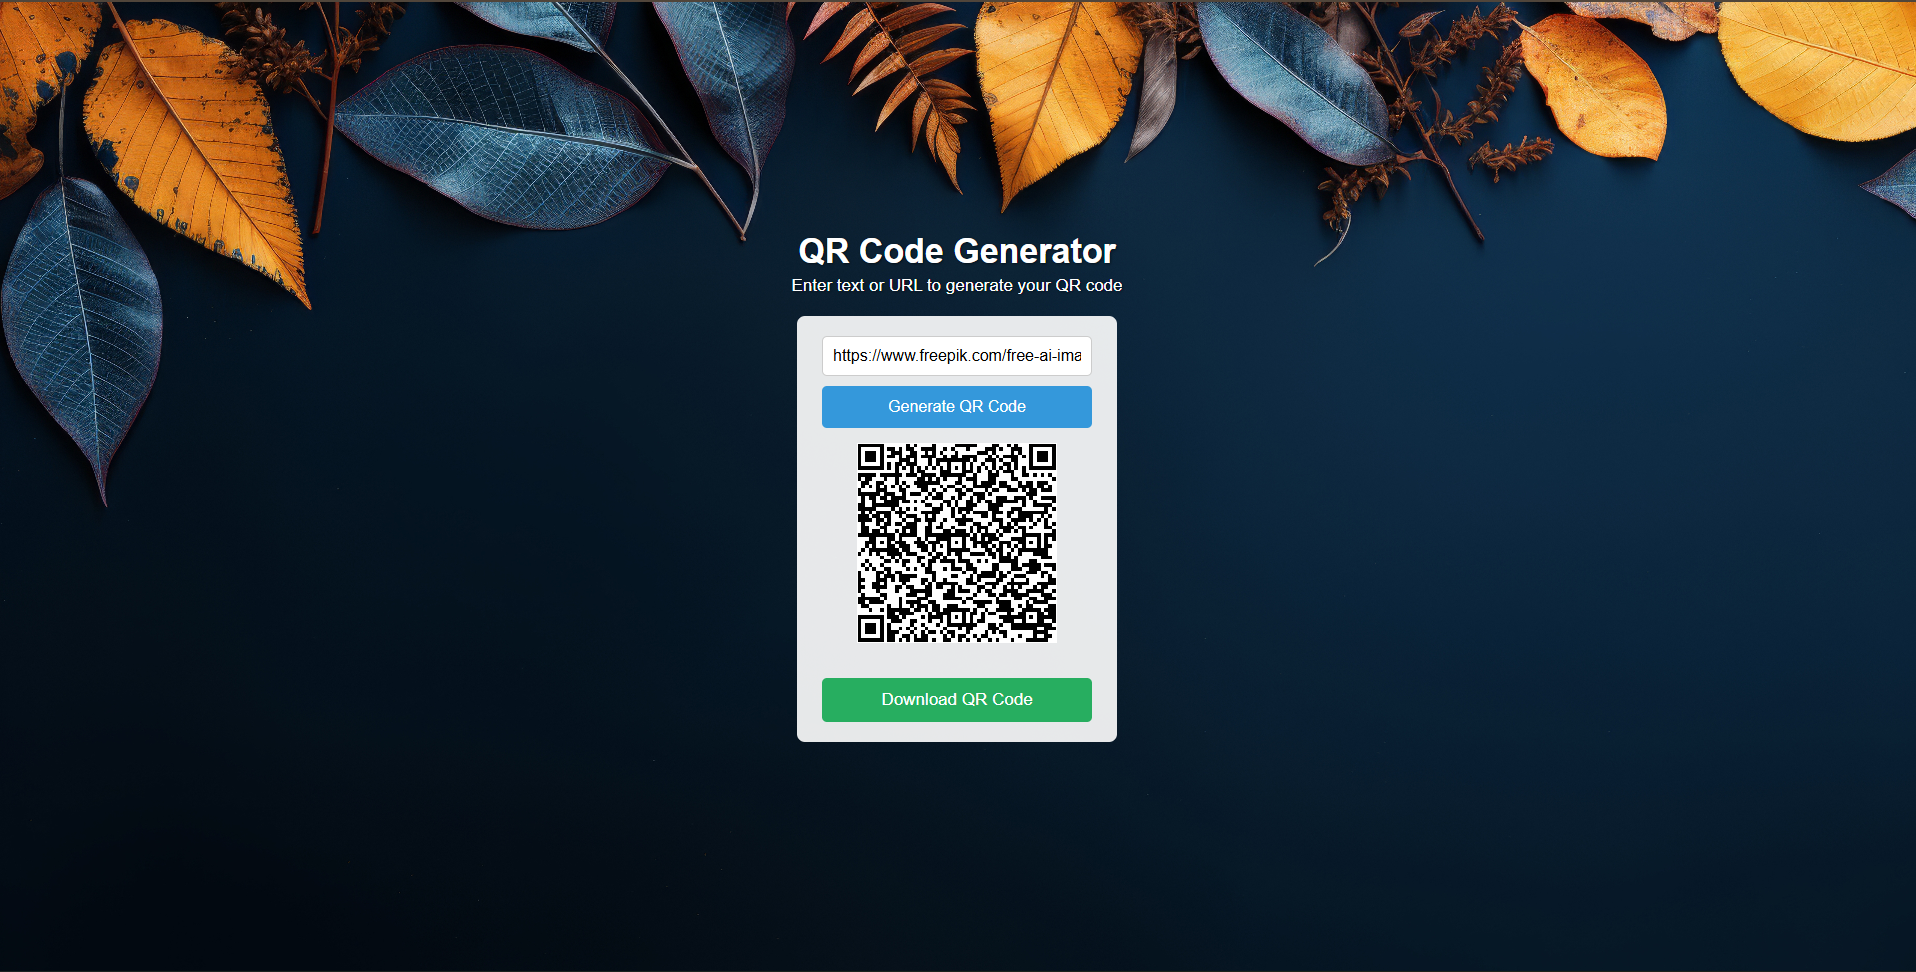 QR Code Generator
Enter text or URL to generate your QR code
https://www.freepik.com/free-ai-ima
Generate QR Code
Download QR Code